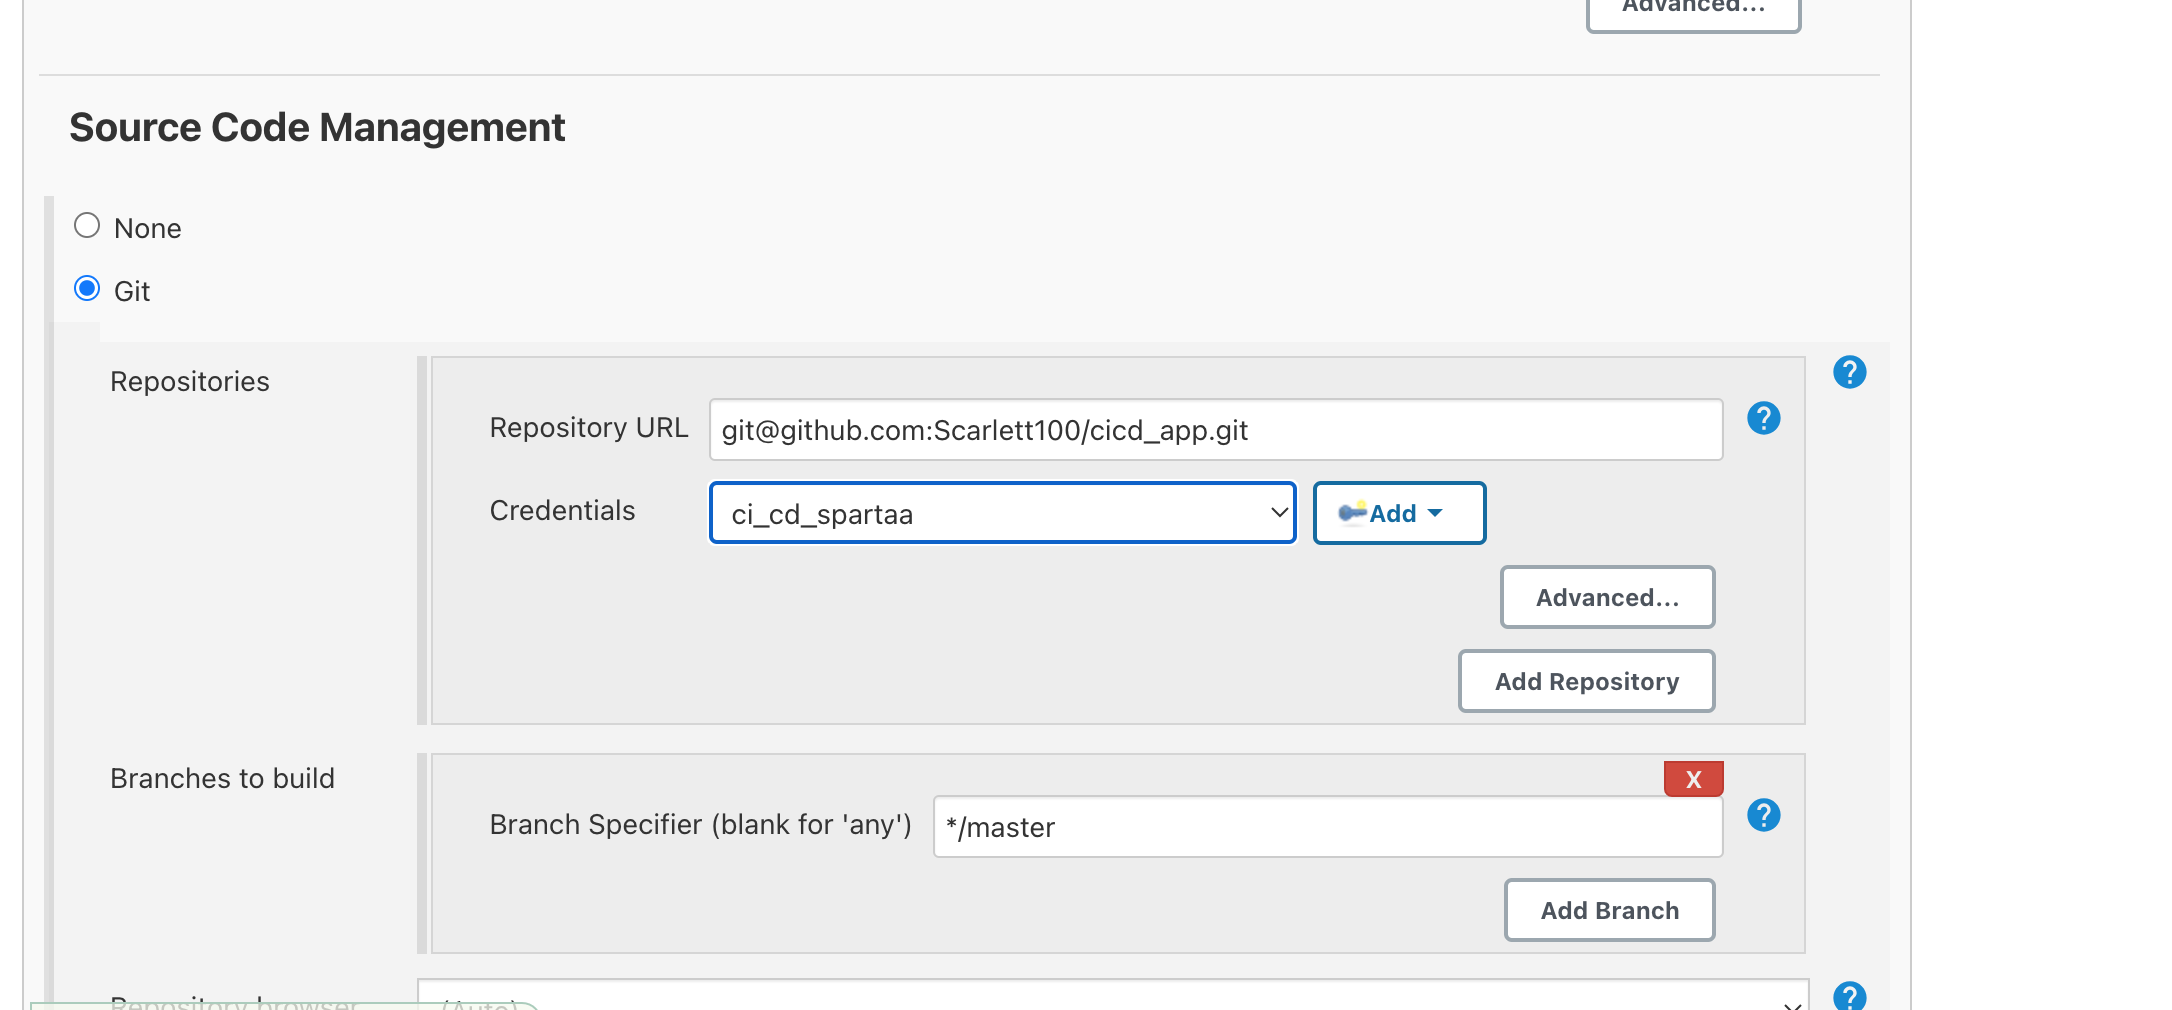 Advanced...
Source Code Management
None
Git
Repositories
?
Repository URL git@github.com:Scarlett100/cicd_app.git ?
Credentials ci_cd_spartaa Add
Advanced...
Add Repository
Branches to build
X
Branch Specifier (blank for 'any') */master ?
Add Branch
Repository browser (Auto) ?